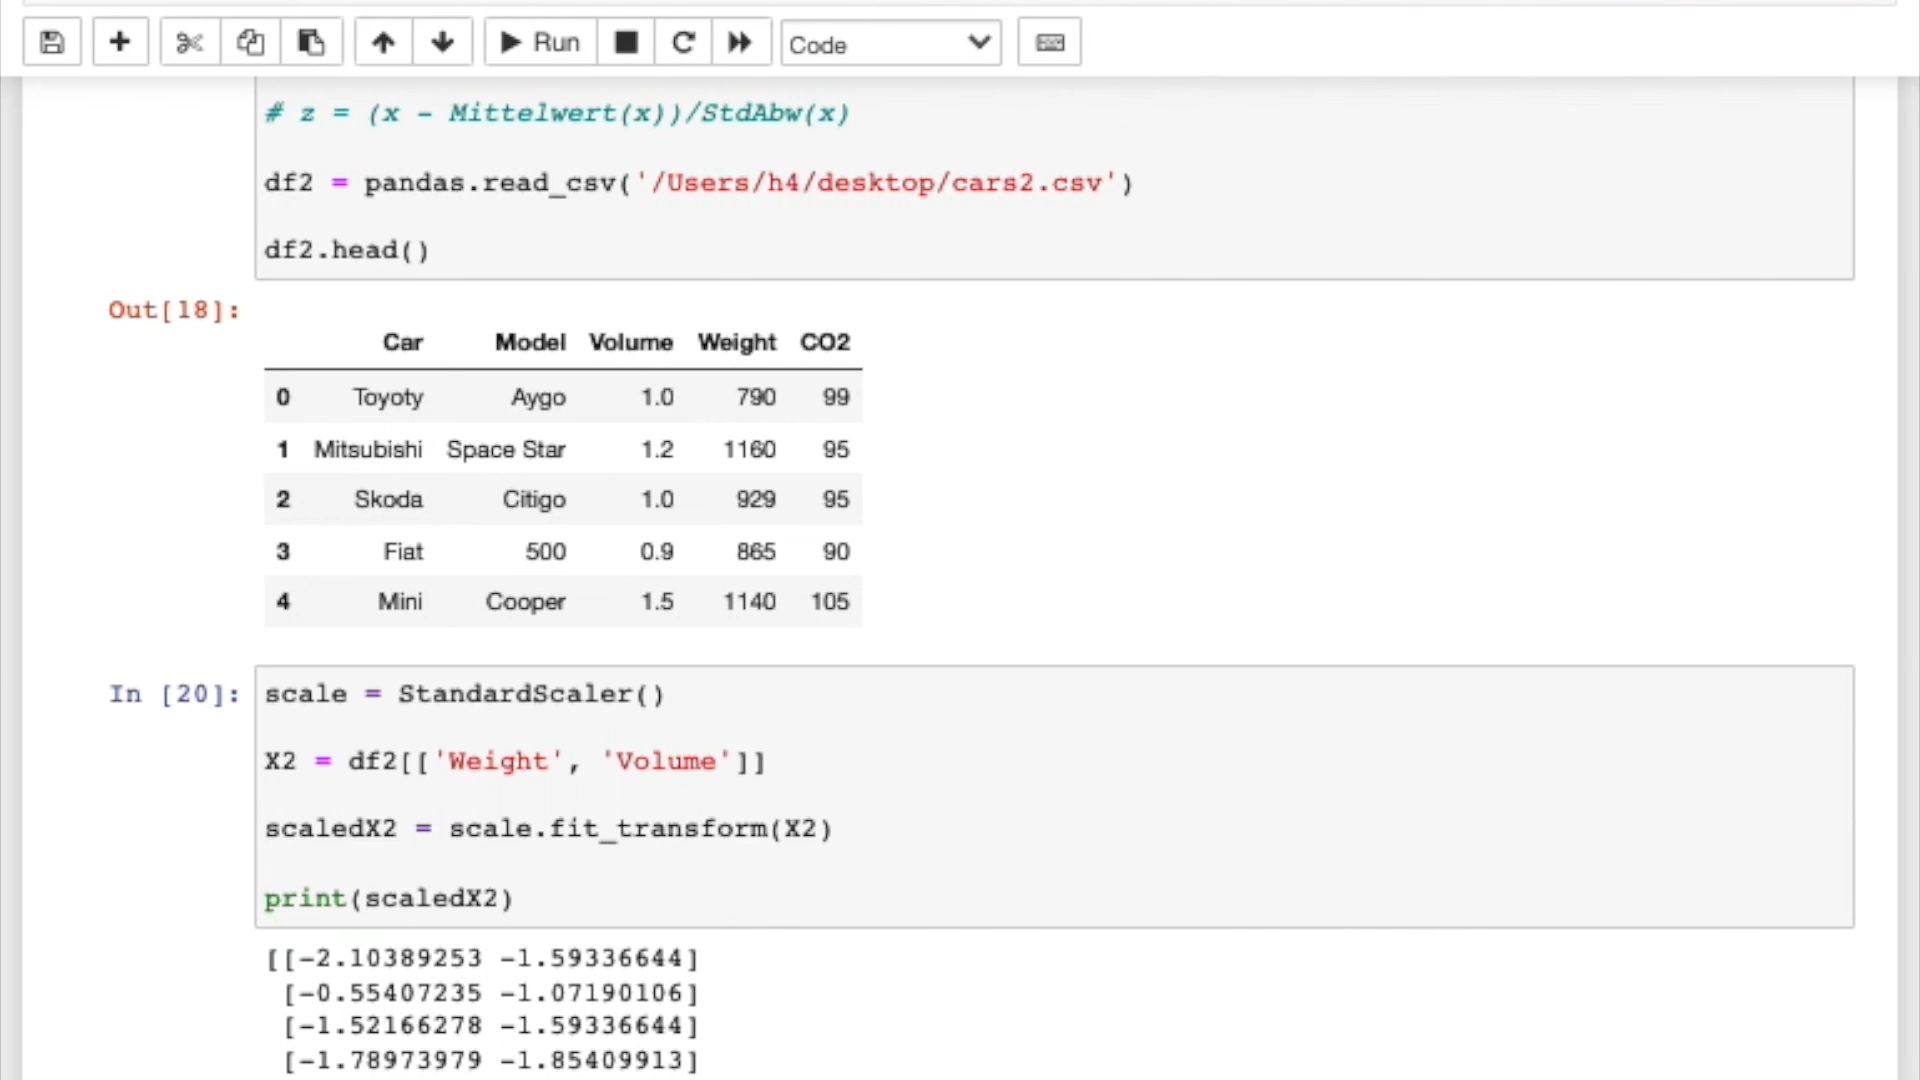 Run Code
# z = (x - Mittelwert(x))/StdAbw(x)
df2 = pandas.read_csv('/Users/h4/desktop/cars2.csv')
df2.head()
Out[18]:
Car Model Volume Weight CO2
0 Toyoty Aygo 1.0 790 99
1 Mitsubishi Space Star 1.2 1160 95
2 Skoda Citigo 1.0 929 95
3 Fiat 500 0.9 865 90
4 Mini Cooper 1.5 1140 105
In [20]: scale = StandardScaler()
X2 = df2[['Weight', 'Volume']]
scaledX2 = scale.fit_transform(X2)
print(scaledX2)
[[-2.10389253 -1.59336644]
[-0.55407235 -1.07190106]
[-1.52166278 -1.59336644]
[-1.78973979 -1.85409913]